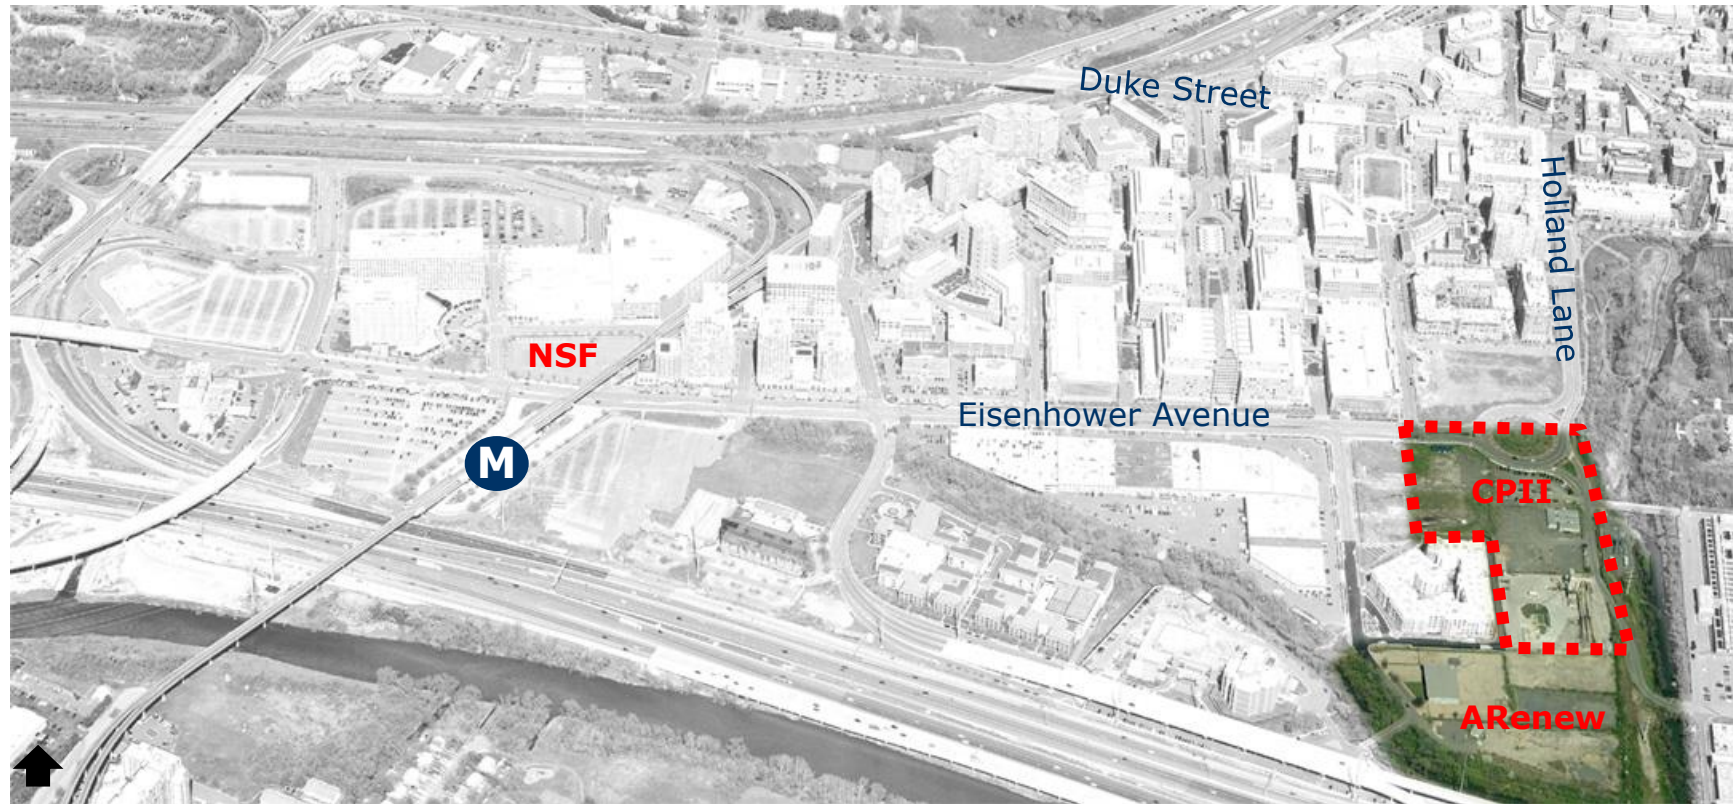 Duke Street
Holland Lane
NSF
Eisenhower Avenue
M
CPII
ARenew